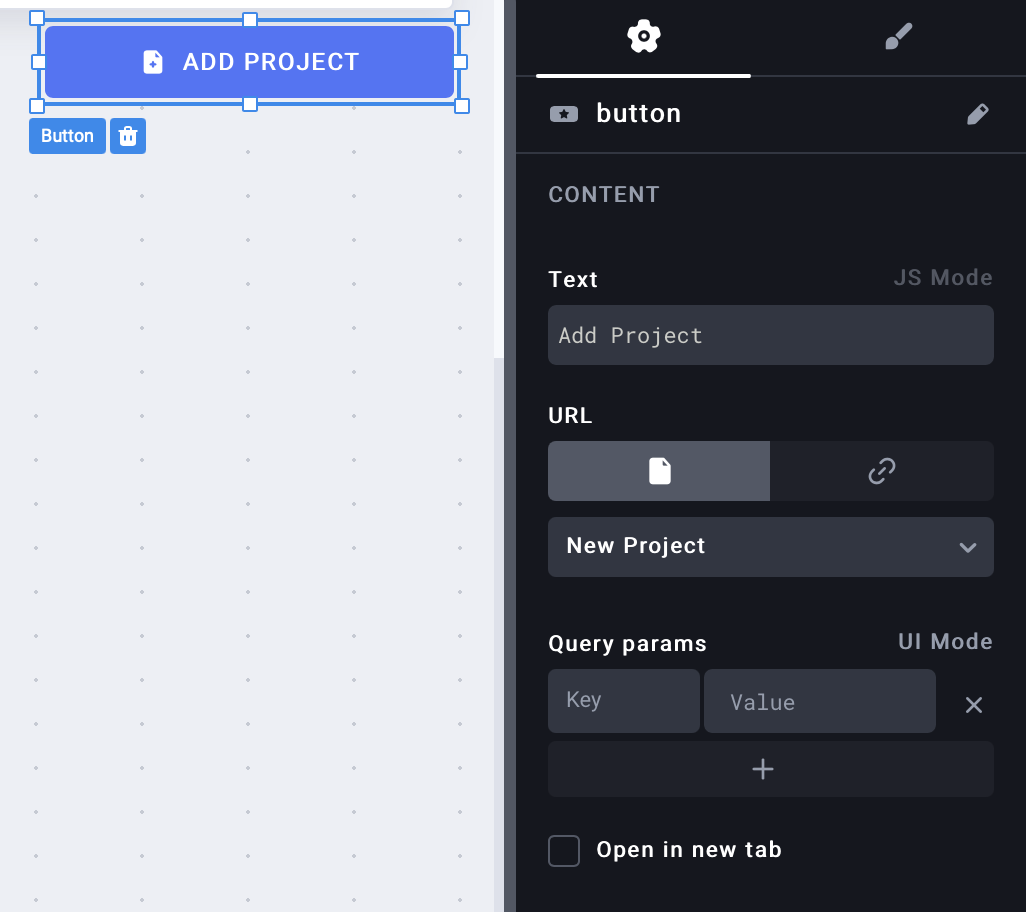 ADD PROJECT
Button
button
CONTENT
Text
JS Mode
Add Project
URL
New Project
Query params
UI Mode
Key
Value
Open in new tab